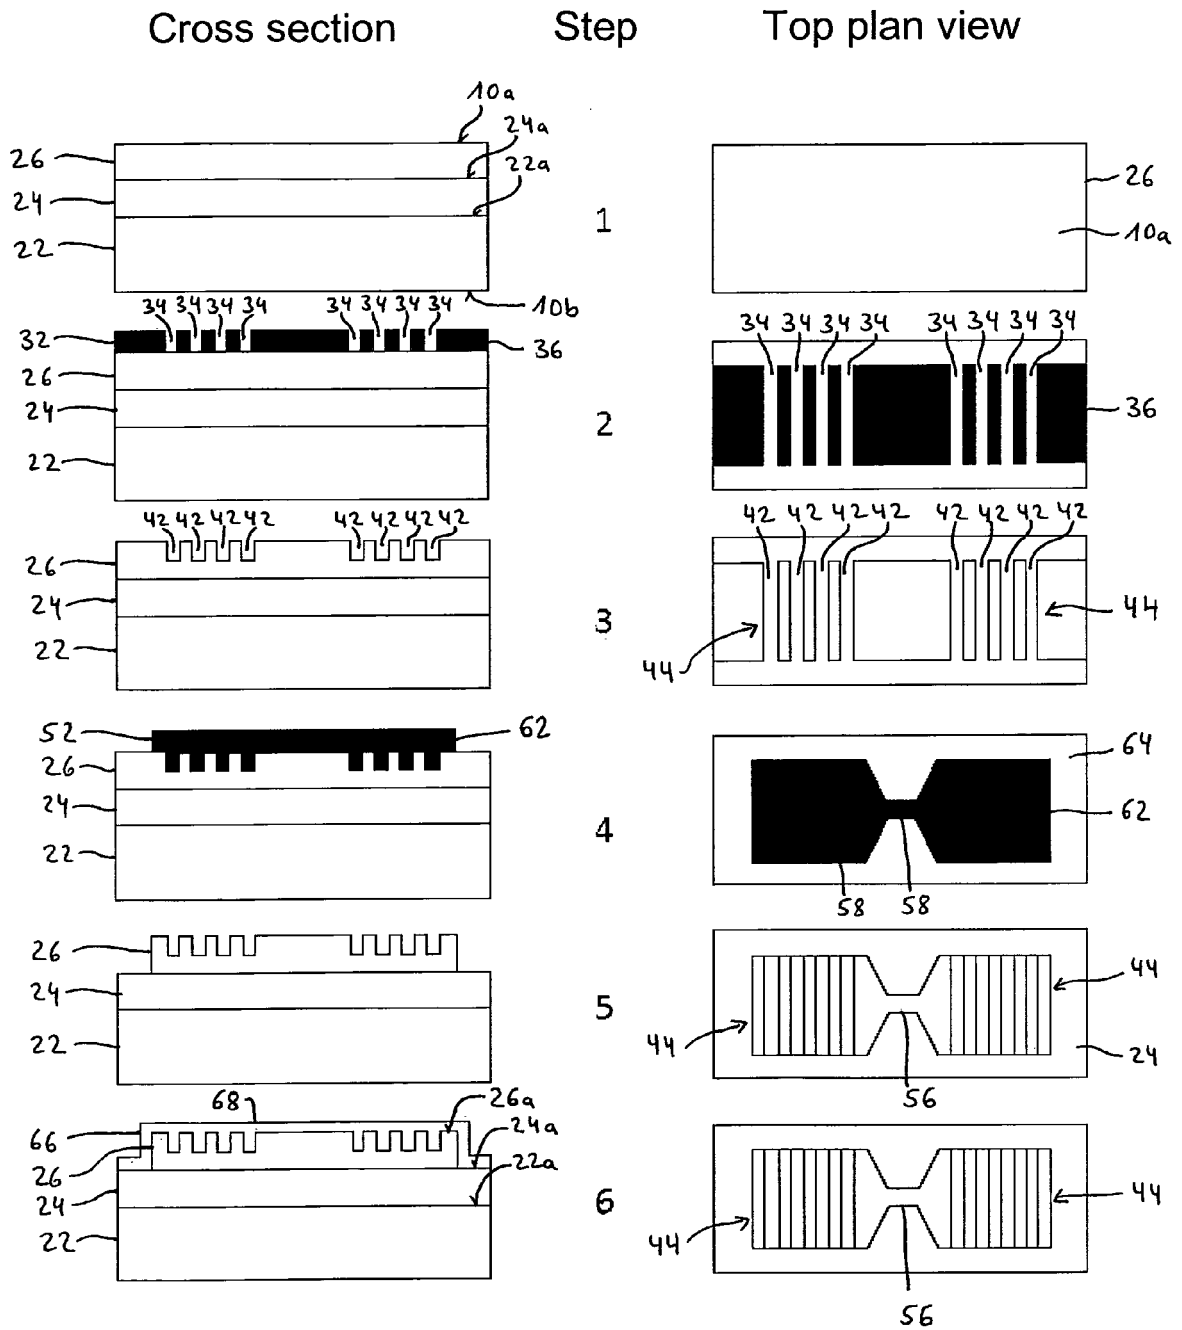 Cross section Step Top plan view
10a
24a
26 22a 26
24 1
22 10a
10b
34 34 34 34 34 34 34 34 34 34 34 34 34 34 34 34
32 36
26
24 2 36
22
42 42 42 42 42 42 42 42 42 42 42 42 42 42 42 42
26
24 3 44
22 44
52 62 64
26
24 4 62
22
58 58
26 44
24 5
22 44 24
56
68 26a
66 24a
26 22a
24 6 44
22 44
56